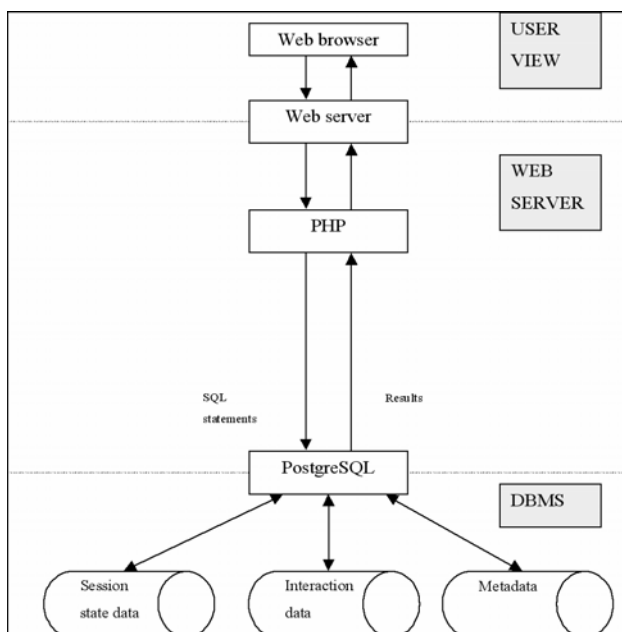 Web browser
USER
VIEW
Web server
WEB
SERVER
PHP
SQL
statements
Results
PostgreSQL
DBMS
Session
state data
Interaction
data
Metadata